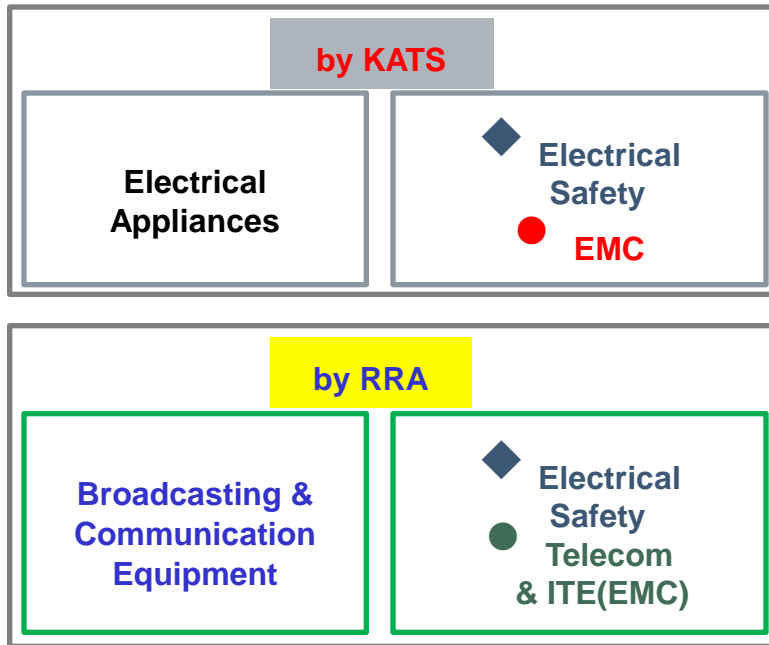 by KATS
Electrical
Appliances
Electrical
Safety
EMC
by RRA
Broadcasting &
Communication
Equipment
Electrical
Safety
Telecom
& ITE(EMC)